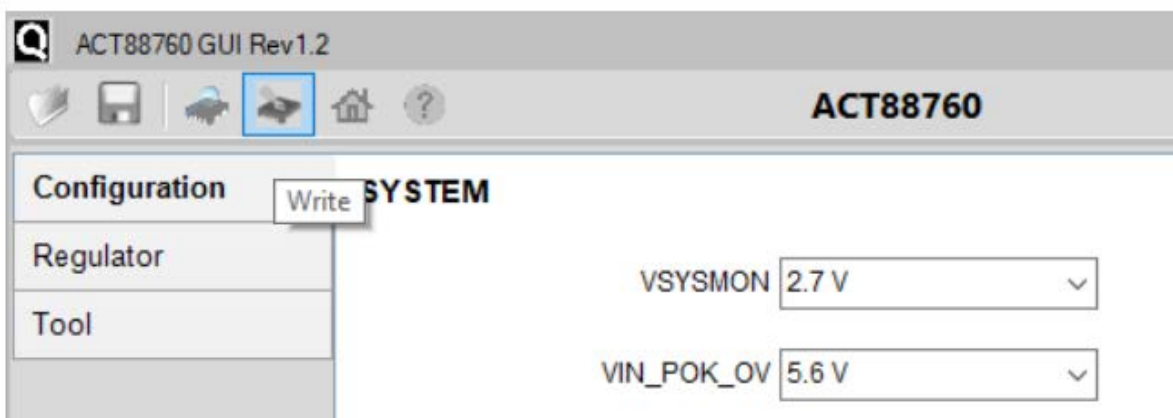 ACT88760 GUI Rev1.2
ACT88760
Configuration
Write
SYSTEM
Regulator
VSYSMON 2.7 V
Tool
VIN_POK_OV 5.6 V